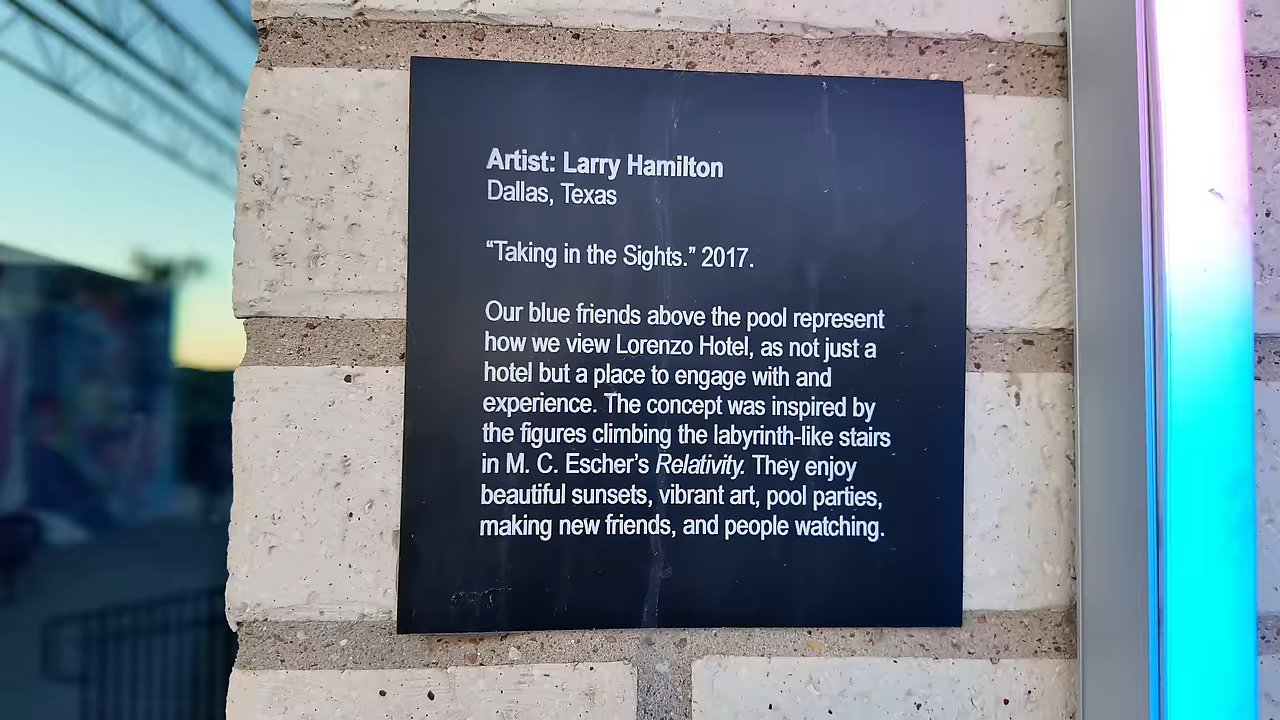 Artist: Larry Hamilton
Dallas, Texas
“Taking in the Sights.” 2017.
Our blue friends above the pool represent
how we view Lorenzo Hotel, as not just a
hotel but a place to engage with and
experience. The concept was inspired by
the figures climbing the labyrinth-like stairs
in M. C. Escher’s Relativity. They enjoy
beautiful sunsets, vibrant art, pool parties,
making new friends, and people watching.